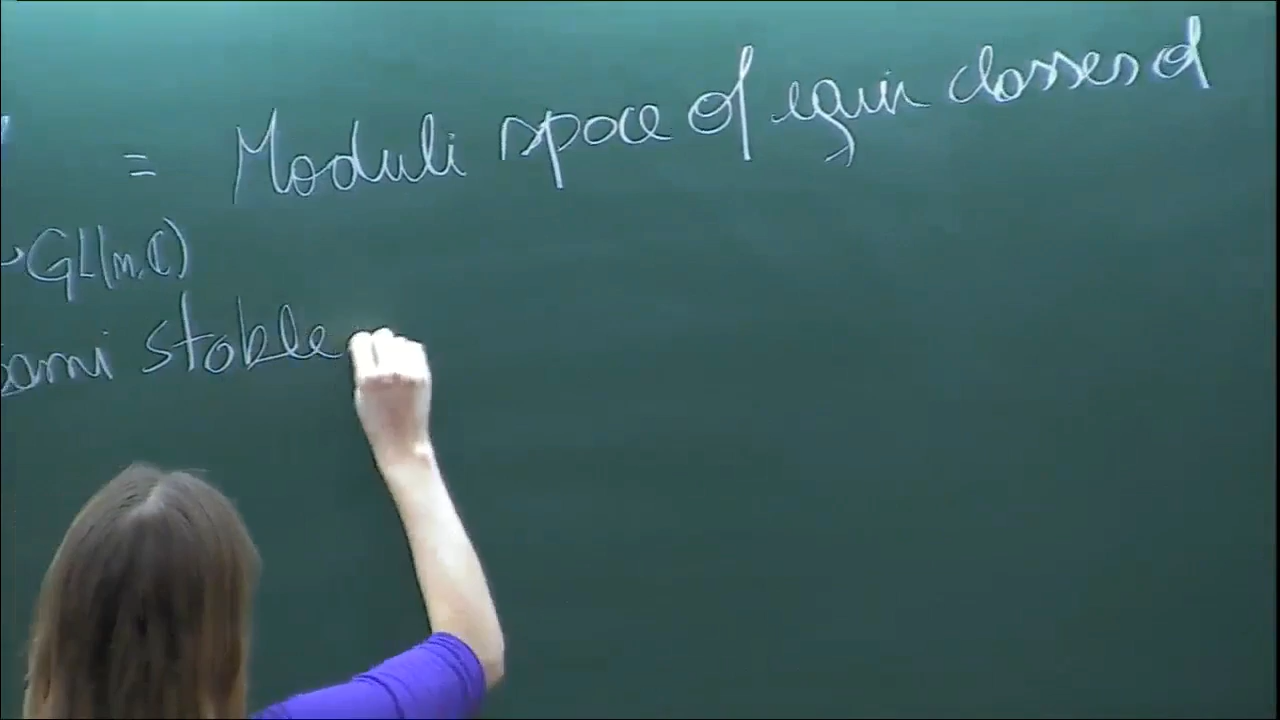 = Moduli space of equiv classes of
GL(n,ℂ)
semi stable